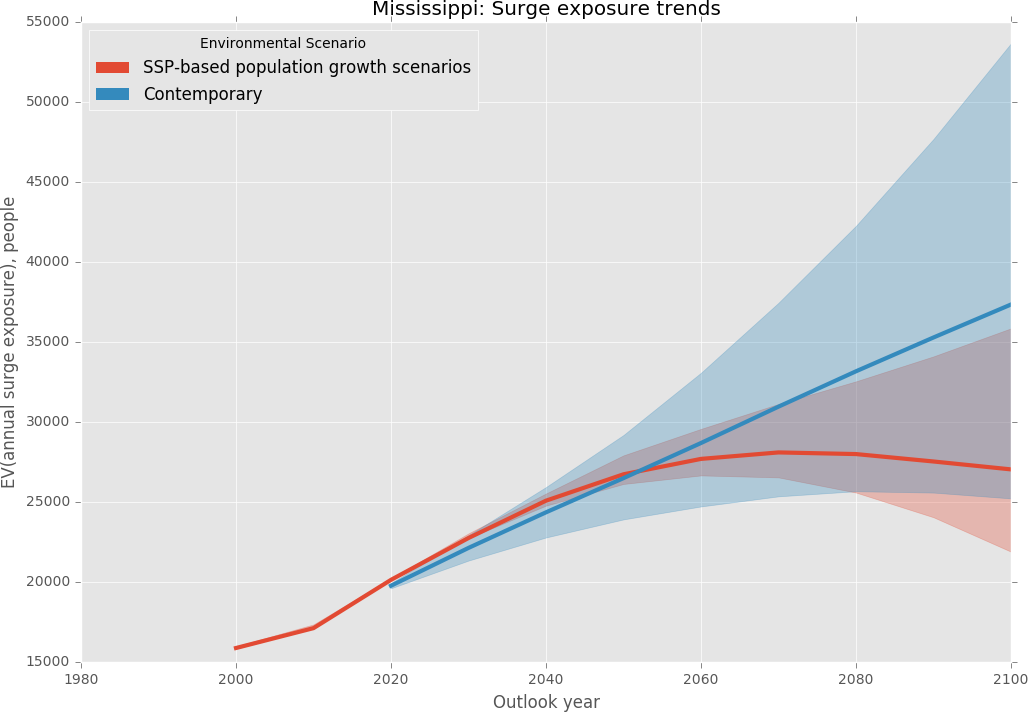 Mississippi: Surge exposure trends
55000
Environmental Scenario
SSP-based population growth scenarios
Contemporary
50000
45000
40000
35000
30000
25000
20000
15000
EV(annual surge exposure), people
1980 2000 2020 2040 2060 2080 2100
Outlook year